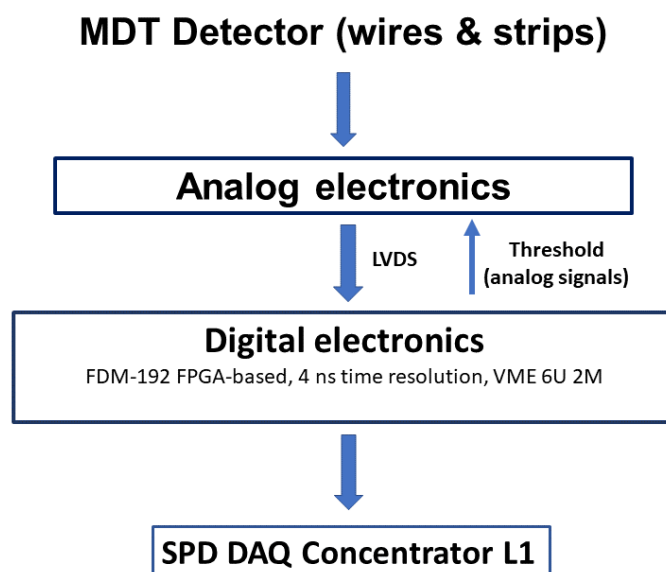 MDT Detector (wires & strips)
Analog electronics
LVDS
Threshold
(analog signals)
Digital electronics
FDM-192 FPGA-based, 4 ns time resolution, VME 6U 2M
SPD DAQ Concentrator L1